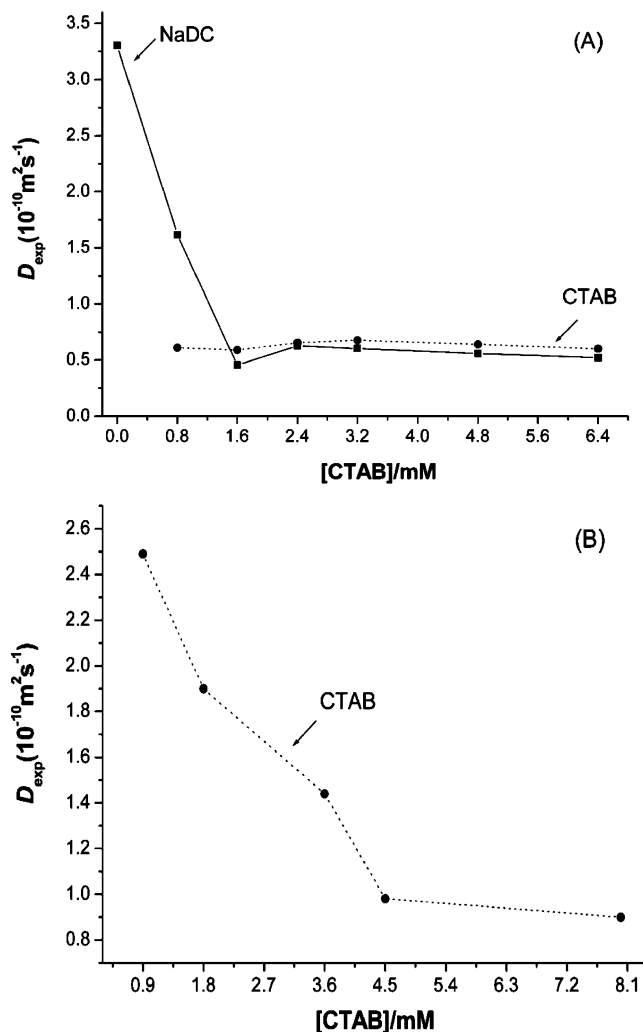 (A)
NaDC
3.5
3.0
2.5
2.0
1.5
1.0
0.5
0.0
D_exp(10^-10 m^2s^-1)
CTAB
0.0 0.8 1.6 2.4 3.2 4.0 4.8 5.6 6.4
[CTAB]/mM
(B)
2.6
2.4
2.2
2.0
1.8
1.6
1.4
1.2
1.0
0.8
D_exp(10^-10 m^2s^-1)
CTAB
0.9 1.8 2.7 3.6 4.5 5.4 6.3 7.2 8.1
[CTAB]/mM